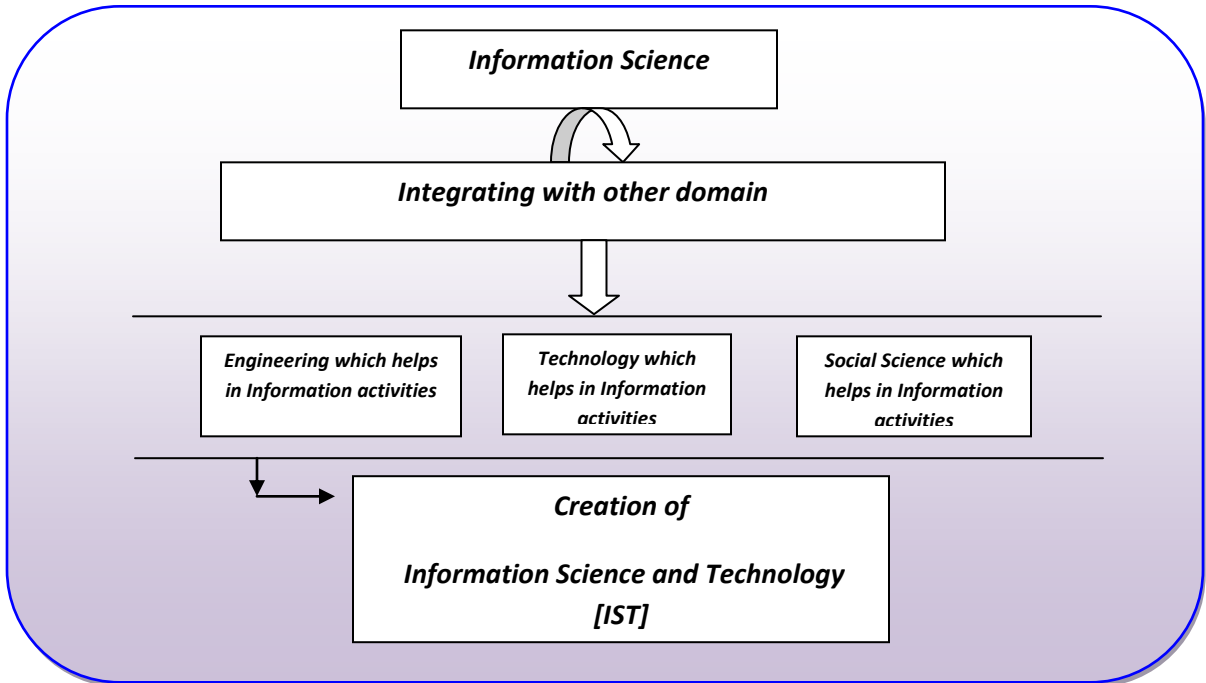 Information Science
Integrating with other domain
Engineering which helps
in Information activities
Technology which
helps in Information
activities
Social Science which
helps in Information
activities
Creation of
Information Science and Technology
[IST]